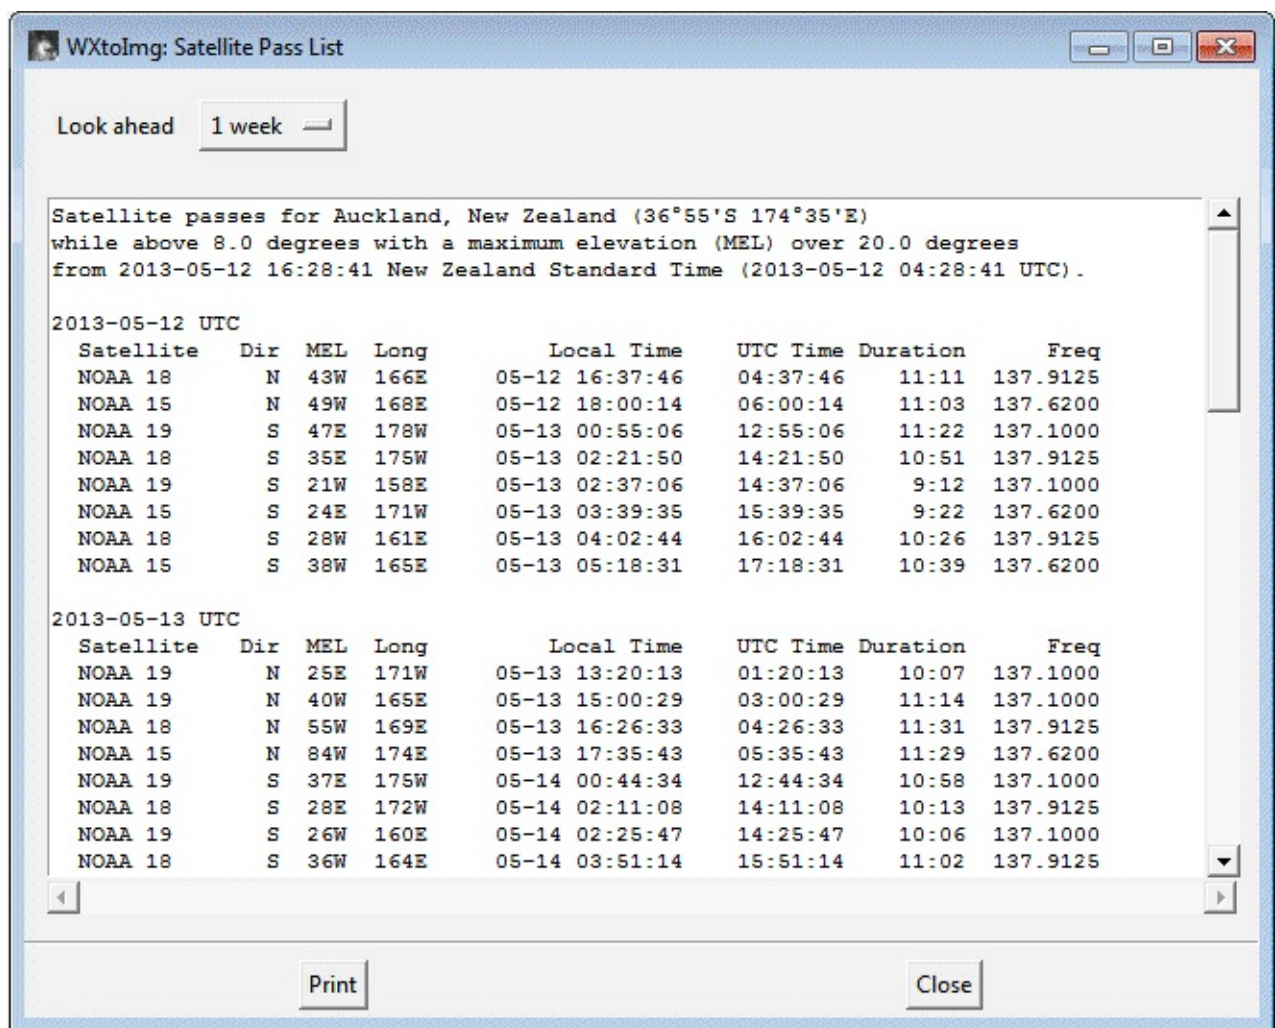 WXtoImg: Satellite Pass List
Look ahead 1 week
Satellite passes for Auckland, New Zealand (36°55'S 174°35'E)
while above 8.0 degrees with a maximum elevation (MEL) over 20.0 degrees
from 2013-05-12 16:28:41 New Zealand Standard Time (2013-05-12 04:28:41 UTC).
2013-05-12 UTC
Satellite Dir MEL Long Local Time UTC Time Duration Freq
NOAA 18 N 43W 166E 05-12 16:37:46 04:37:46 11:11 137.9125
NOAA 15 N 49W 168E 05-12 18:00:14 06:00:14 11:03 137.6200
NOAA 19 S 47E 178W 05-13 00:55:06 12:55:06 11:22 137.1000
NOAA 18 S 35E 175W 05-13 02:21:50 14:21:50 10:51 137.9125
NOAA 19 S 21W 158E 05-13 02:37:06 14:37:06 9:12 137.1000
NOAA 15 S 24E 171W 05-13 03:39:35 15:39:35 9:22 137.6200
NOAA 18 S 28W 161E 05-13 04:02:44 16:02:44 10:26 137.9125
NOAA 15 S 38W 165E 05-13 05:18:31 17:18:31 10:39 137.6200
2013-05-13 UTC
Satellite Dir MEL Long Local Time UTC Time Duration Freq
NOAA 19 N 25E 171W 05-13 13:20:13 01:20:13 10:07 137.1000
NOAA 19 N 40W 165E 05-13 15:00:29 03:00:29 11:14 137.1000
NOAA 18 N 55W 169E 05-13 16:26:33 04:26:33 11:31 137.9125
NOAA 15 N 84W 174E 05-13 17:35:43 05:35:43 11:29 137.6200
NOAA 19 S 37E 175W 05-14 00:44:34 12:44:34 10:58 137.1000
NOAA 18 S 28E 172W 05-14 02:11:08 14:11:08 10:13 137.9125
NOAA 19 S 26W 160E 05-14 02:25:47 14:25:47 10:06 137.1000
NOAA 18 S 36W 164E 05-14 03:51:14 15:51:14 11:02 137.9125
Print Close